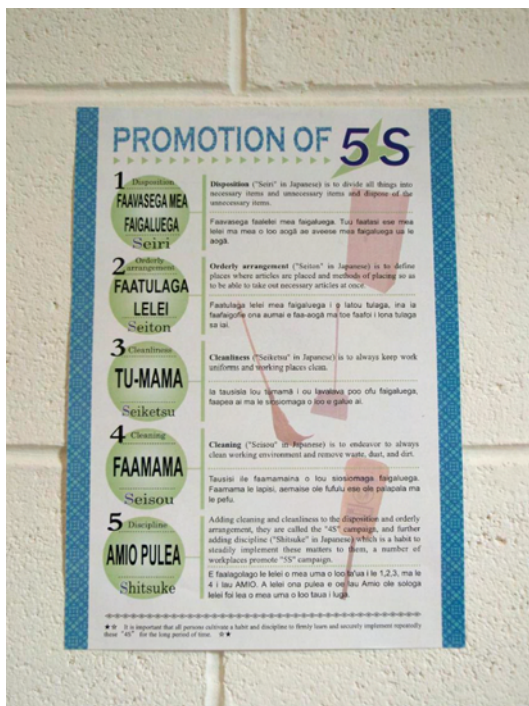 PROMOTION OF 5S
1 Disposition
FAAVASEGA MEA
FAIGALUEGA
Seiri
Disposition ("Seiri" in Japanese) is to divide all things into
necessary items and unnecessary items and dispose of the
unnecessary items.
Faavasega faalelei mea faigaluega. Tuu faatasi ese mea
lelei ma mea o loo aogā ae aveese mea faigaluega ua le
aogā.
2 Orderly
arrangement
FAATULAGA
LELEI
Seiton
Orderly arrangement ("Seiton" in Japanese) is to define
places where articles are placed and methods of placing so as
to be able to take out necessary articles at once.
Faatulaga lelei mea faigaluega i o latou tulaga, ina ia
faafaigofie ona aumai e faa-aogā ma toe faafoi i lona tulaga
sa iai.
3 Cleanliness
TU-MAMA
Seiketsu
Cleanliness ("Seiketsu" in Japanese) is to always keep work
uniforms and working places clean.
Ia tausisia lou tumamā i ou lavalava poo ofu faigaluega,
faapea ai ma le siosiomaga o loo e galue ai.
4 Cleaning
FAAMAMA
Seisou
Cleaning ("Seisou" in Japanese) is to endeavor to always
clean working environment and remove waste, dust, and dirt.
Tausisi ile faamamaina o lou siosiomaga faigaluega.
Faamama le lapisi, aemaise ole fufulu ese ole palapala ma
le pefu.
5 Discipline
AMIO PULEA
Shitsuke
Adding cleaning and cleanliness to the disposition and orderly
arrangement, they are called the "4S" campaign, and further
adding discipline ("Shitsuke" in Japanese) which is a habit to
steadily implement these matters to them, a number of
workplaces promote "5S" campaign.
E faalagolago le lelei o mea uma o loo ta'ua i le 1,2,3, ma le
4 i lau AMIO. A lelei ona pulea e oe lau Amio ole sologa
lelei foi lea o mea uma o loo taua i luga.
★☆ It is important that all persons cultivate a habit and discipline to firmly learn and securely implement repeatedly
those "4S" for the long period of time. ☆★